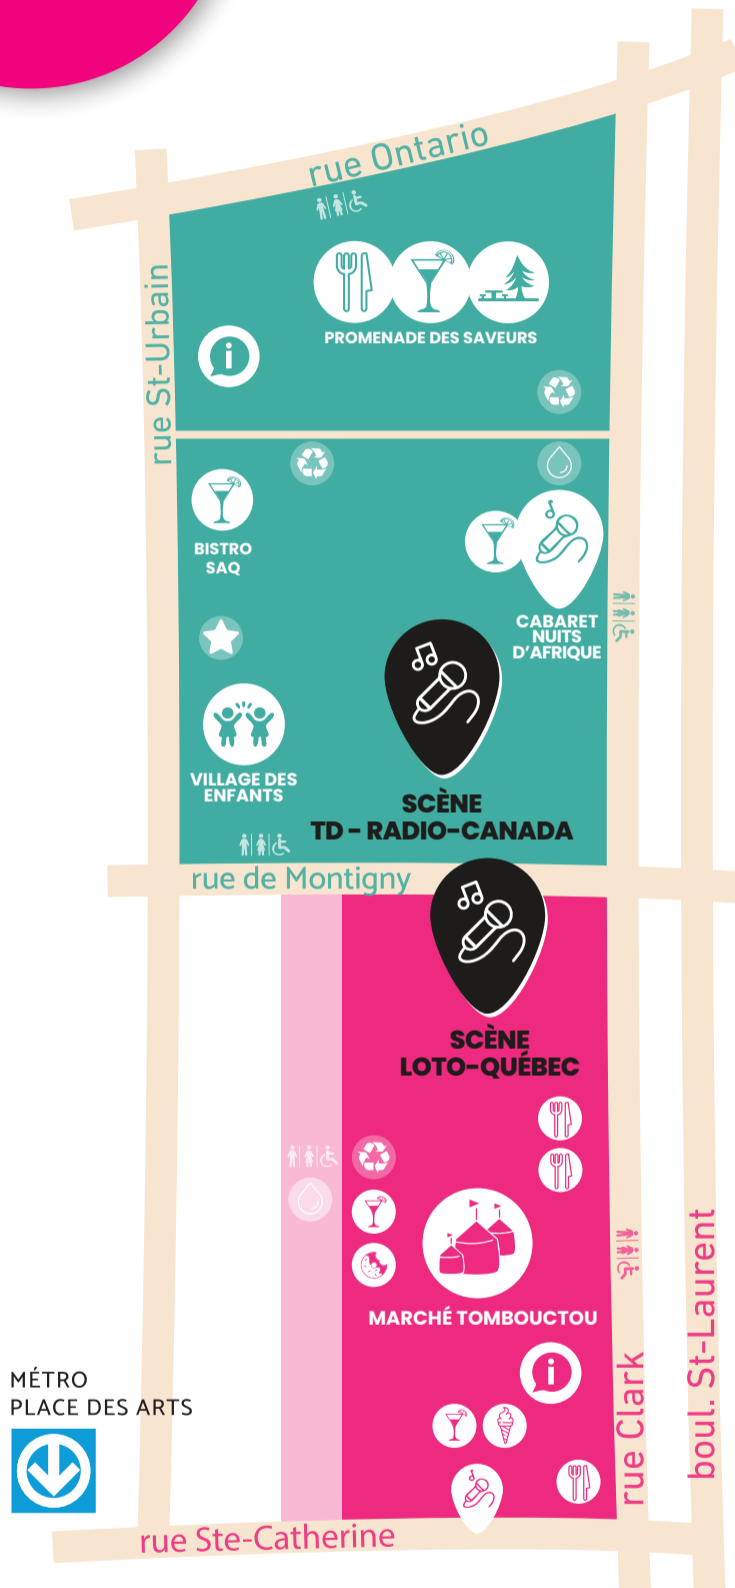 rue Ontario
rue St-Urbain
PROMENADE DES SAVEURS
i
BISTRO
SAQ
CABARET
NUITS
D'AFRIQUE
VILLAGE DES
ENFANTS
SCÈNE
TD - RADIO-CANADA
rue de Montigny
SCÈNE
LOTO-QUÉBEC
MARCHÉ TOMBOUCTOU
i
MÉTRO
PLACE DES ARTS
rue Clark
boul. St-Laurent
rue Ste-Catherine